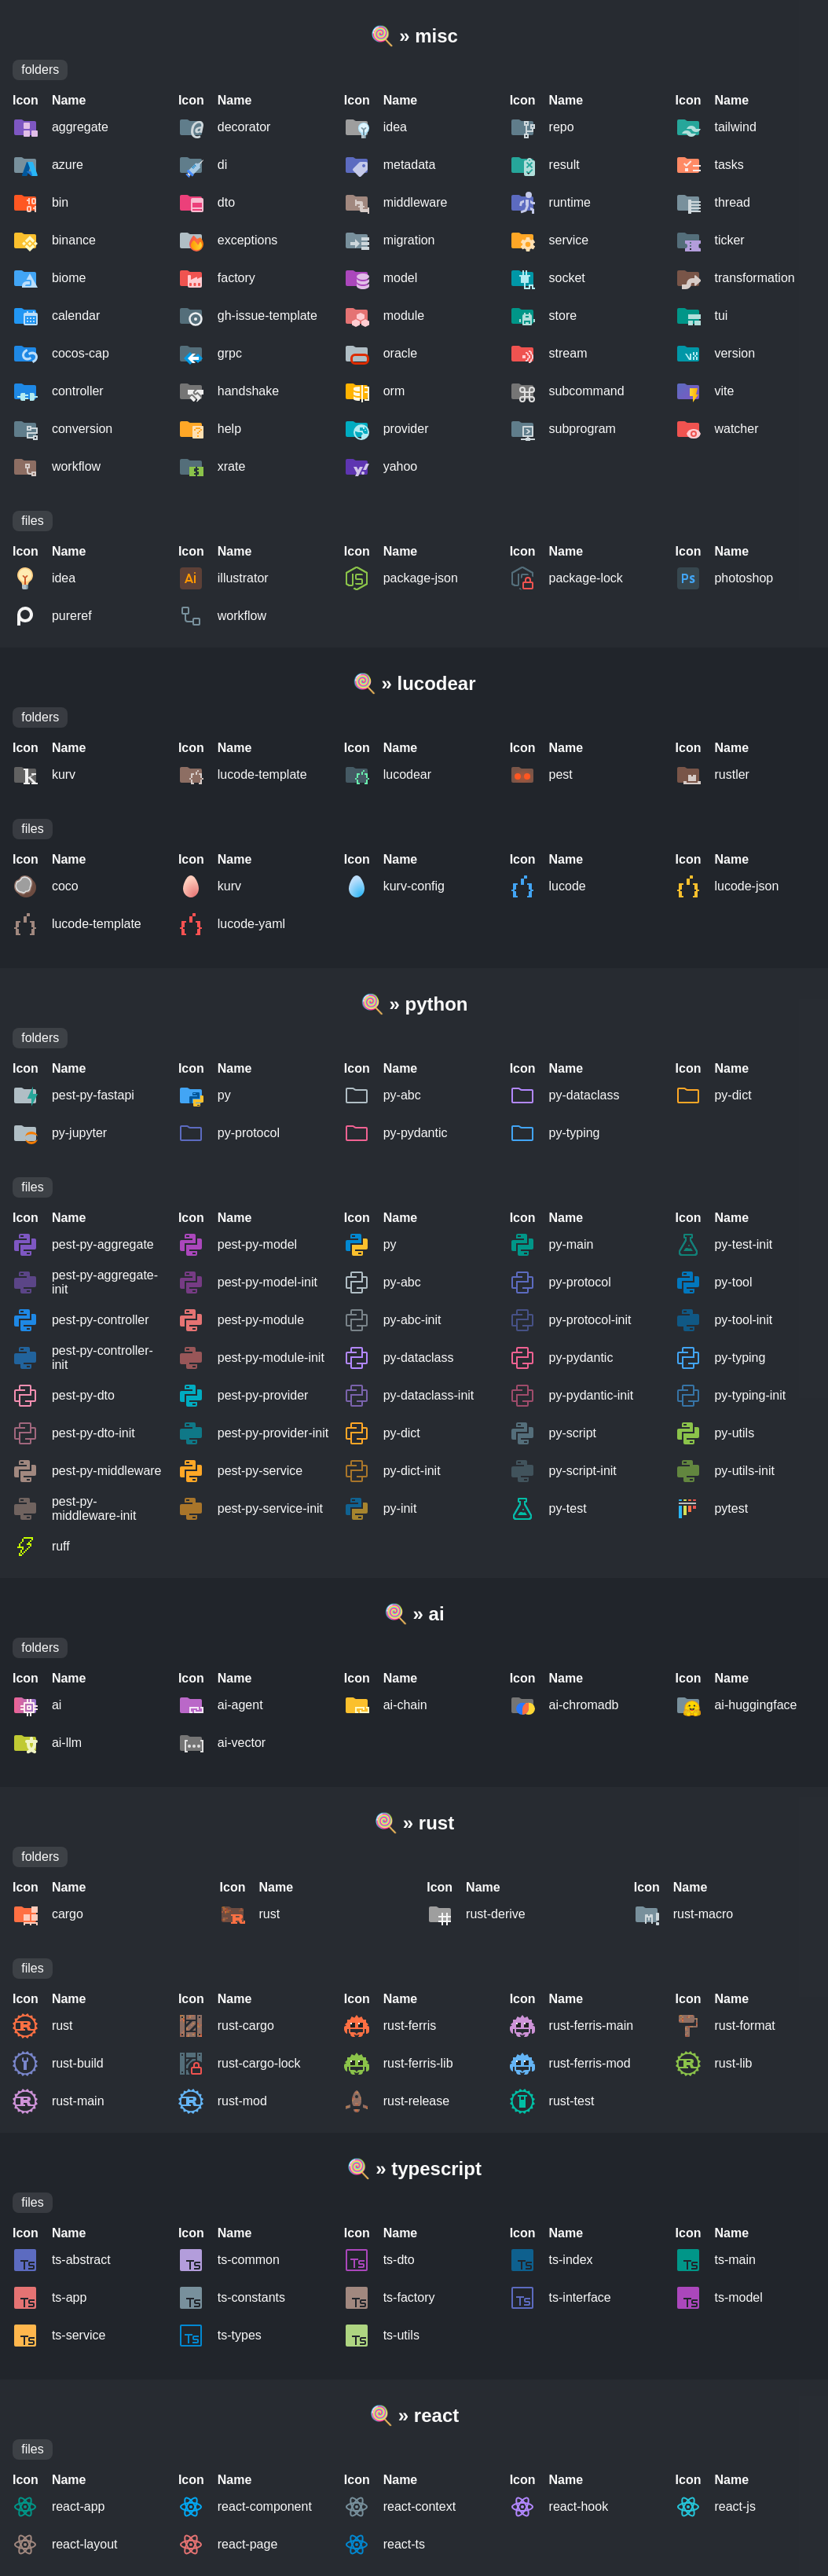 » misc
folders
Icon Name Icon Name Icon Name Icon Name Icon Name
aggregate decorator idea repo tailwind
azure di metadata result tasks
bin dto middleware runtime thread
binance exceptions migration service ticker
biome factory model socket transformation
calendar gh-issue-template module store tui
cocos-cap grpc oracle stream version
controller handshake orm subcommand vite
conversion help provider subprogram watcher
workflow xrate yahoo
files
Icon Name Icon Name Icon Name Icon Name Icon Name
idea illustrator package-json package-lock photoshop
pureref workflow
» lucodear
folders
Icon Name Icon Name Icon Name Icon Name Icon Name
kurv lucode-template lucodear pest rustler
files
Icon Name Icon Name Icon Name Icon Name Icon Name
coco kurv kurv-config lucode lucode-json
lucode-template lucode-yaml
» python
folders
Icon Name Icon Name Icon Name Icon Name Icon Name
pest-py-fastapi py py-abc py-dataclass py-dict
py-jupyter py-protocol py-pydantic py-typing
files
Icon Name Icon Name Icon Name Icon Name Icon Name
pest-py-aggregate pest-py-model py py-main py-test-init
pest-py-aggregate-
init pest-py-model-init py-abc py-protocol py-tool
pest-py-controller pest-py-module py-abc-init py-protocol-init py-tool-init
pest-py-controller-
init pest-py-module-init py-dataclass py-pydantic py-typing
pest-py-dto pest-py-provider py-dataclass-init py-pydantic-init py-typing-init
pest-py-dto-init pest-py-provider-init py-dict py-script py-utils
pest-py-middleware pest-py-service py-dict-init py-script-init py-utils-init
pest-py-
middleware-init pest-py-service-init py-init py-test pytest
ruff
» ai
folders
Icon Name Icon Name Icon Name Icon Name Icon Name
ai ai-agent ai-chain ai-chromadb ai-huggingface
ai-llm ai-vector
» rust
folders
Icon Name Icon Name Icon Name Icon Name
cargo rust rust-derive rust-macro
files
Icon Name Icon Name Icon Name Icon Name Icon Name
rust rust-cargo rust-ferris rust-ferris-main rust-format
rust-build rust-cargo-lock rust-ferris-lib rust-ferris-mod rust-lib
rust-main rust-mod rust-release rust-test
» typescript
files
Icon Name Icon Name Icon Name Icon Name Icon Name
ts-abstract ts-common ts-dto ts-index ts-main
ts-app ts-constants ts-factory ts-interface ts-model
ts-service ts-types ts-utils
» react
files
Icon Name Icon Name Icon Name Icon Name Icon Name
react-app react-component react-context react-hook react-js
react-layout react-page react-ts